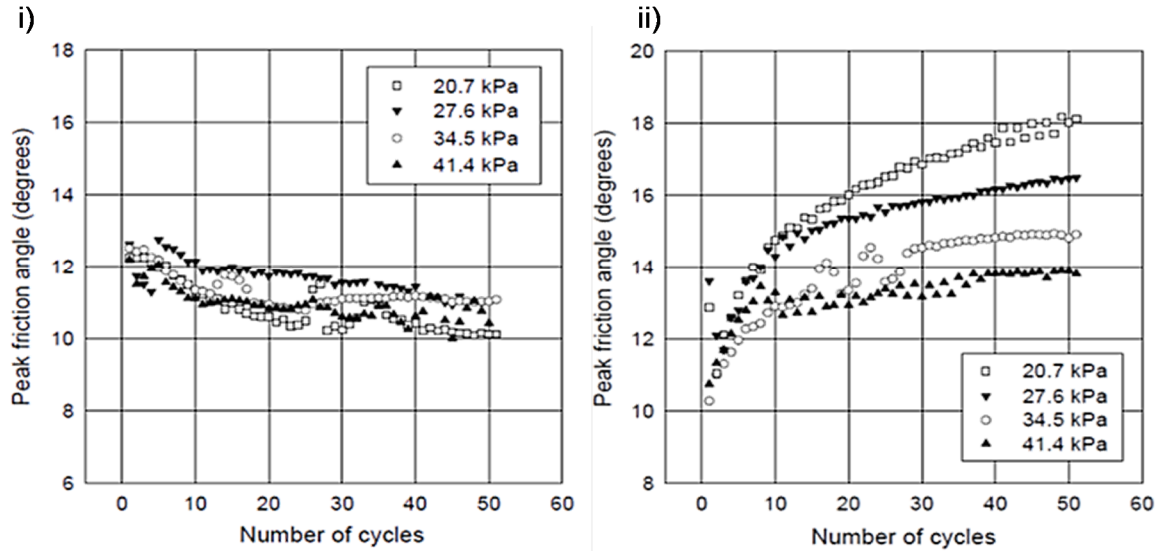 i)
18
16
14
12
10
8
6
0 10 20 30 40 50 60
Peak friction angle (degrees)
Number of cycles
20.7 kPa
27.6 kPa
34.5 kPa
41.4 kPa
ii)
20
18
16
14
12
10
8
0 10 20 30 40 50 60
Peak friction angle (degrees)
Number of cycles
20.7 kPa
27.6 kPa
34.5 kPa
41.4 kPa